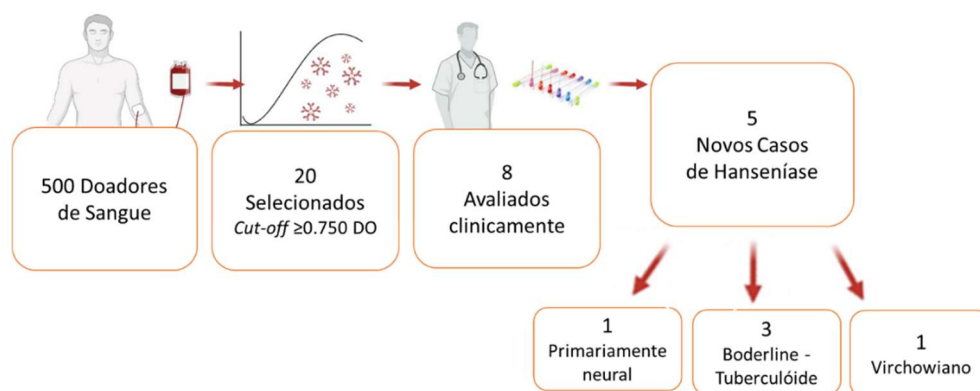 500 Doadores
de Sangue
20
Selecionados
Cut-off ≥0.750 DO
8
Avaliados
clinicamente
5
Novos Casos
de Hanseníase
1
Primariamente
neural
3
Boderline -
Tuberculóide
1
Virchowiano